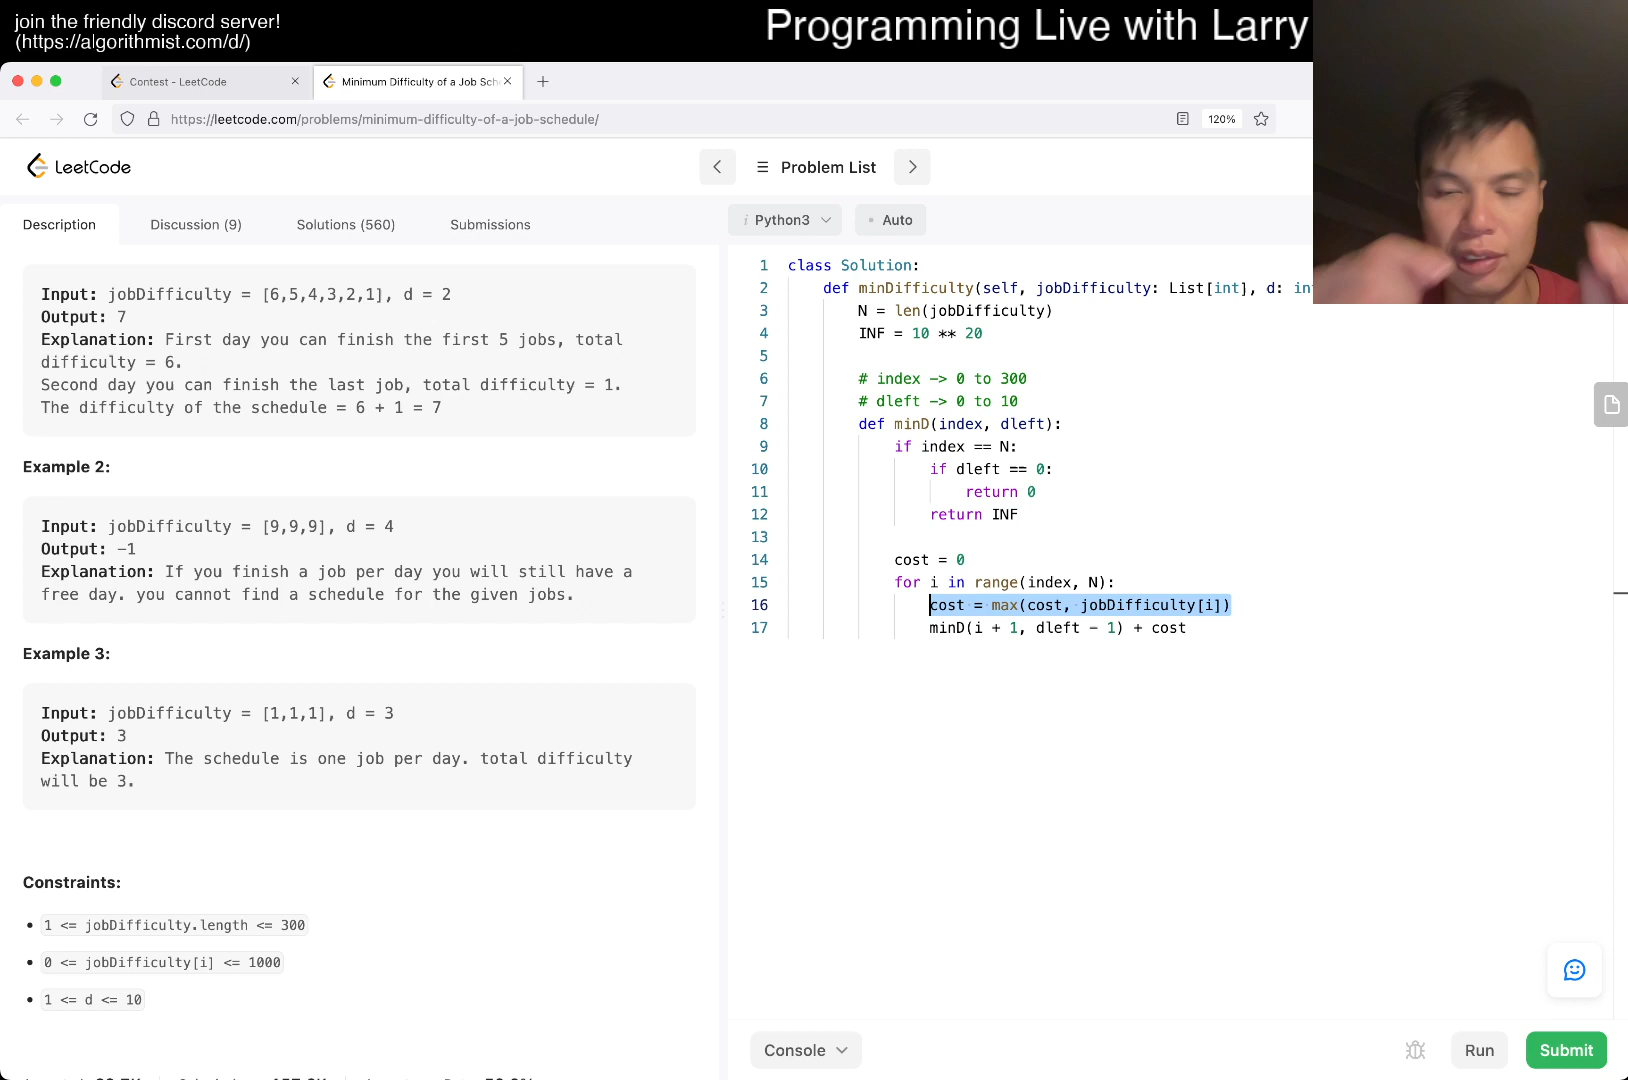 join the friendly discord server!
(https://algorithmist.com/d/)
Programming Live with Larry
Contest - LeetCode
Minimum Difficulty of a Job Sch
https://leetcode.com/problems/minimum-difficulty-of-a-job-schedule/
120%
LeetCode
Problem List
Description
Discussion (9)
Solutions (560)
Submissions
i Python3
Auto
Input: jobDifficulty = [6,5,4,3,2,1], d = 2
Output: 7
Explanation: First day you can finish the first 5 jobs, total
difficulty = 6.
Second day you can finish the last job, total difficulty = 1.
The difficulty of the schedule = 6 + 1 = 7
Example 2:
Input: jobDifficulty = [9,9,9], d = 4
Output: -1
Explanation: If you finish a job per day you will still have a
free day. you cannot find a schedule for the given jobs.
Example 3:
Input: jobDifficulty = [1,1,1], d = 3
Output: 3
Explanation: The schedule is one job per day. total difficulty
will be 3.
Constraints:
1 <= jobDifficulty.length <= 300
0 <= jobDifficulty[i] <= 1000
1 <= d <= 10
1 class Solution:
2 def minDifficulty(self, jobDifficulty: List[int], d: in
3 N = len(jobDifficulty)
4 INF = 10 ** 20
5
6 # index -> 0 to 300
7 # dleft -> 0 to 10
8 def minD(index, dleft):
9 if index == N:
10 if dleft == 0:
11 return 0
12 return INF
13
14 cost = 0
15 for i in range(index, N):
16 cost = max(cost, jobDifficulty[i])
17 minD(i + 1, dleft - 1) + cost
Console
Run
Submit